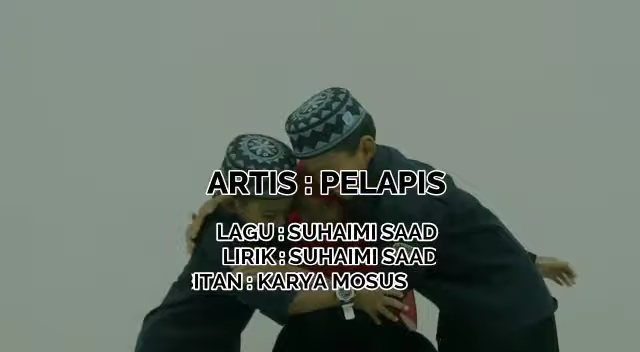 ARTIS : PELAPIS
LAGU : SUHAIMI SAAD
LIRIK : SUHAIMI SAAD
ITAN : KARYA MOSUS